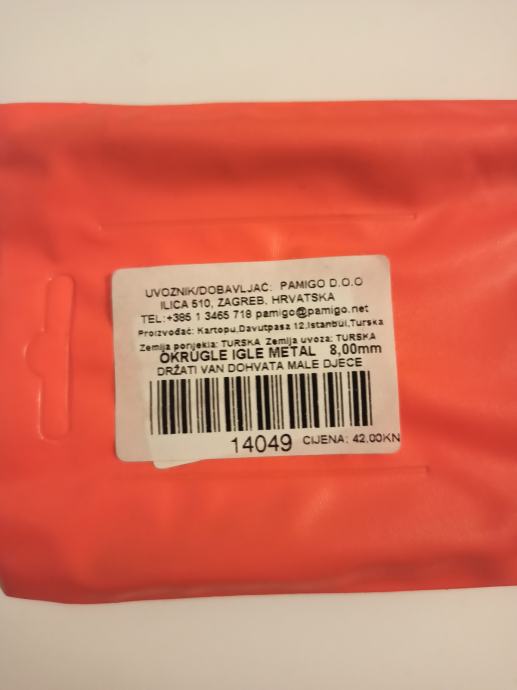 UVOZNIK/DOBAVLJAČ: PAMIGO D.O.O
ILICA 510, ZAGREB. HRVATSKA
TEL:+385 1 3465 718 pamigo@pamigo.net
Proizvođač: Kartopu,Davutpasa 12,Istanbul,Turska
Zemlja porijekla: TURSKA Zemlja uvoza: TURSKA
OKRUGLE IGLE METAL 8,00mm
DRŽATI VAN DOHVATA MALE DJECE
14049 CIJENA: 42.00KN